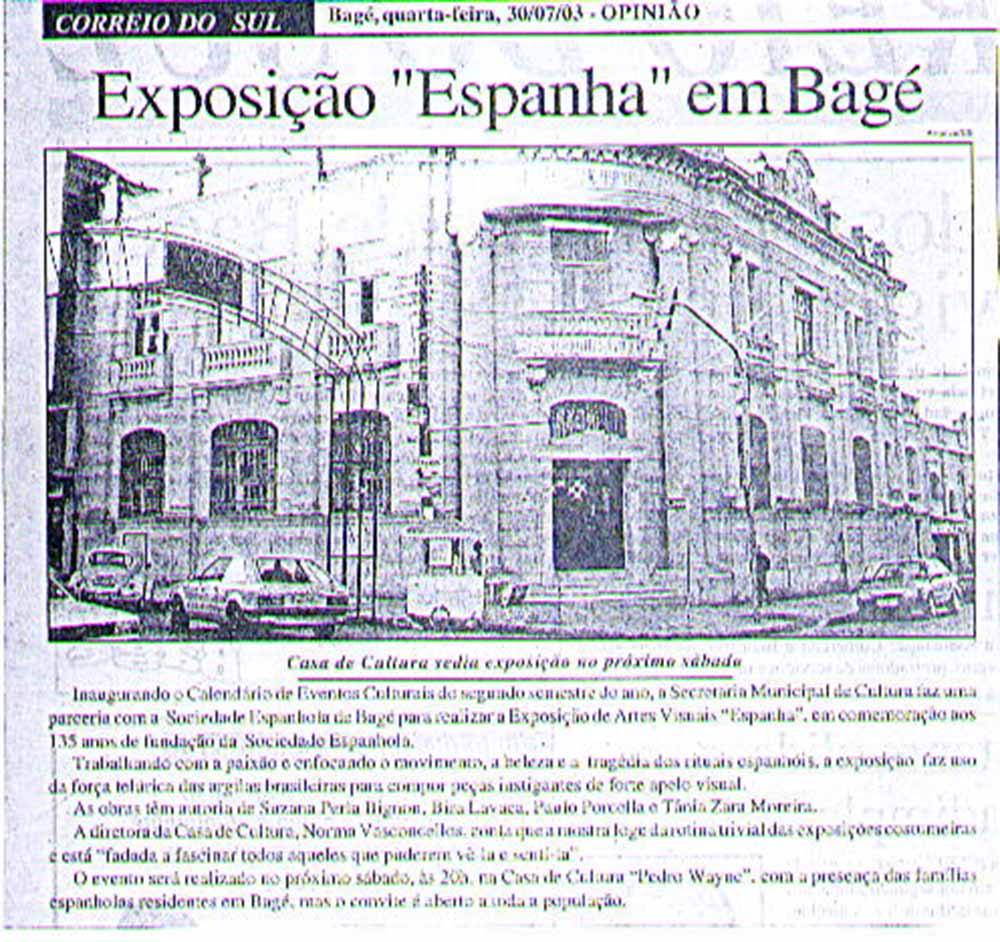 CORREIO DO SUL
Bagé, quarta-feira, 30/07/03 - OPINIÃO
Exposição "Espanha" em Bagé
Casa de Cultura sedia exposição no próximo sábado
Inaugurando o Calendário de Eventos Culturais do segundo semestre do ano, a Secretaria Municipal de Cultura faz uma
parceria com a Sociedade Espanhola de Bagé para realizar a Exposição de Artes Visuais "Espanha", em comemoração aos
135 anos de fundação da Sociedade Espanhola.
Trabalhando com a paixão e enfocando o movimento, a beleza e a tragédia dos rituais espanhóis, a exposição faz uso
da força telúrica das argilas brasileiras para compor peças instigantes de forte apelo visual.
As obras têm autoria de Suzana Perla Bignon, Bira Lavaca, Paulo Porcella e Tânia Zara Moreira.
A diretora da Casa de Cultura, Norma Vasconcellos, conta que a mostra foge da rotina trivial das exposições costumeiras
e está "fadada a fascinar todos aqueles que puderem vê-la e senti-la".
O evento será realizado no próximo sábado, às 20h, na Casa de Cultura "Pedro Wayne", com a presença das famílias
espanholas residentes em Bagé, mas o convite é aberto a toda a população.